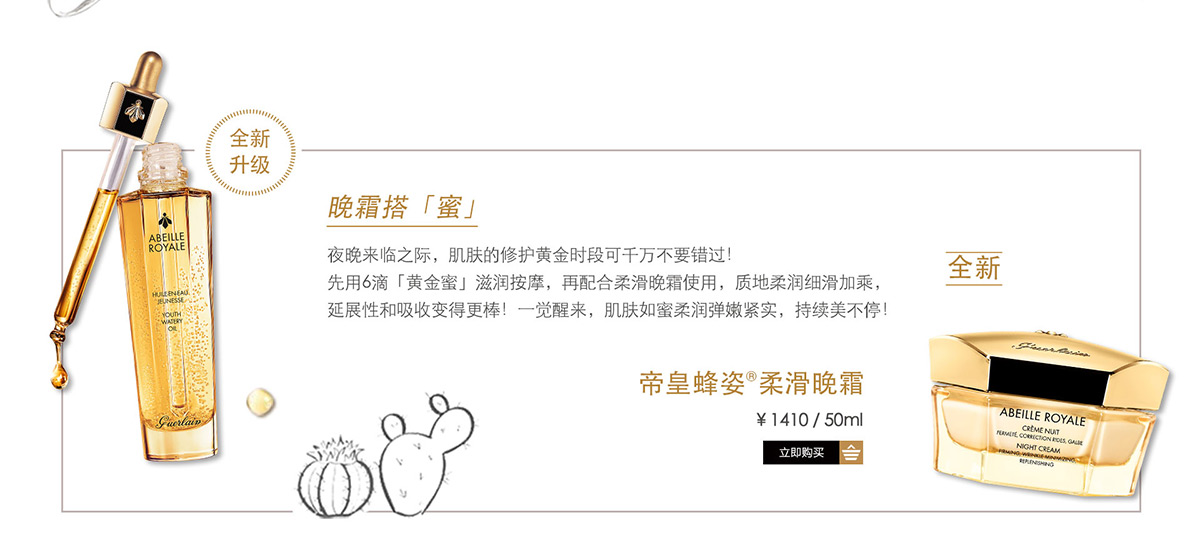 全新
升级
晚霜搭「蜜」
夜晚来临之际，肌肤的修护黄金时段可千万不要错过！
先用6滴「黄金蜜」滋润按摩，再配合柔滑晚霜使用，质地柔润细滑加乘，
延展性和吸收变得更棒！一觉醒来，肌肤如蜜柔润弹嫩紧实，持续美不停！
全新
帝皇蜂姿®柔滑晚霜
¥1410 / 50ml
立即购买
ABEILLE
ROYALE
HUILE-EN-EAU
JEUNESSE
YOUTH
WATERY
OIL
Guerlain
Guerlain
ABEILLE ROYALE
CRÈME NUIT
FERMETÉ, CORRECTION RIDES, GALBE
NIGHT CREAM
FIRMING, WRINKLE MINIMIZING,
REPLENISHING